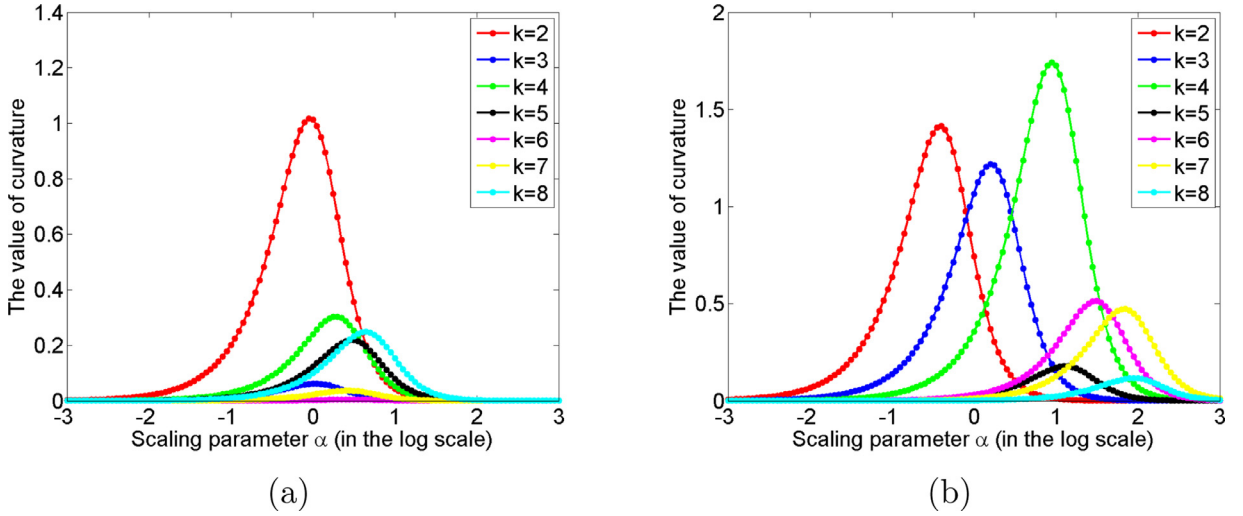 1.4
1.2
1
0.8
0.6
0.4
0.2
0
-3 -2 -1 0 1 2 3
The value of curvature
Scaling parameter α (in the log scale)
k=2
k=3
k=4
k=5
k=6
k=7
k=8
(a)
2
1.5
1
0.5
0
-3 -2 -1 0 1 2 3
The value of curvature
Scaling parameter α (in the log scale)
k=2
k=3
k=4
k=5
k=6
k=7
k=8
(b)